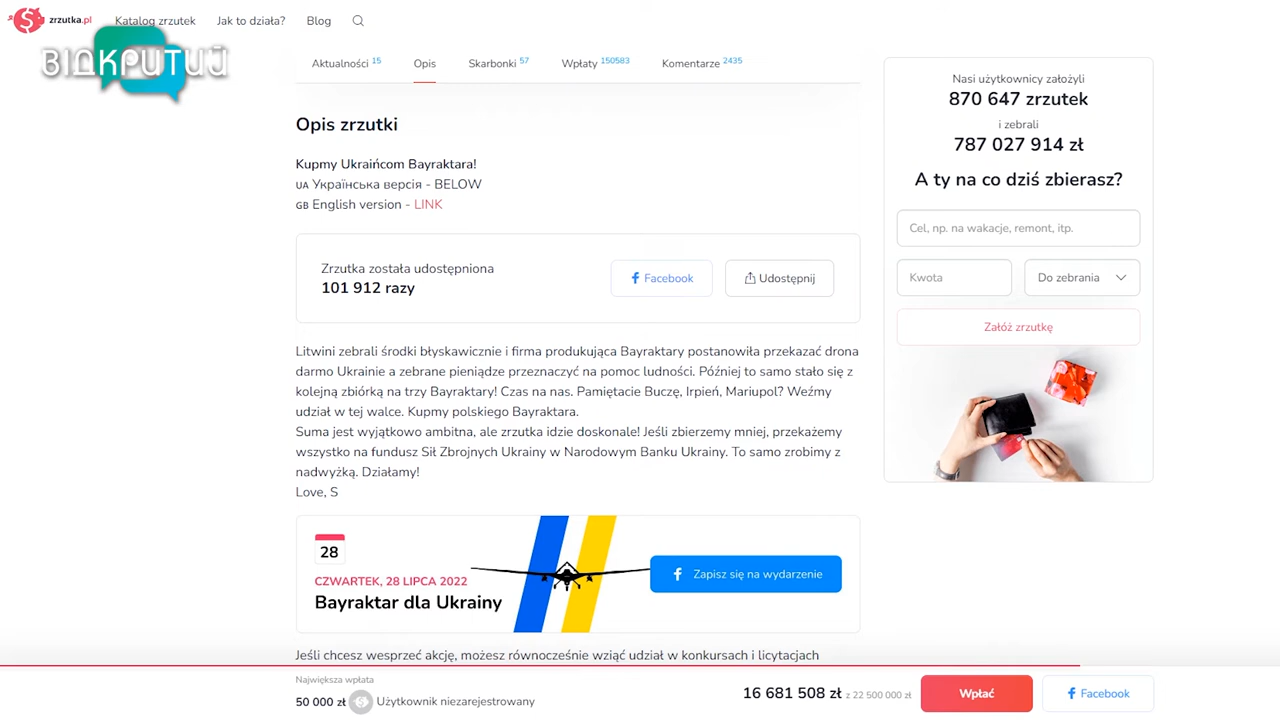 zrzutka.pl
Katalog zrzutek
Jak to działa?
Blog
ВІДКРИТИЙ
Aktualności 15
Opis
Skarbonki 57
Wpłaty 150583
Komentarze 2435
Opis zrzutki
Kupmy Ukraińcom Bayraktara!
UA Українська версія - BELOW
GB English version - LINK
Zrzutka została udostępniona
101 912 razy
Facebook
Udostępnij
Litwini zebrali środki błyskawicznie i firma produkująca Bayraktary postanowiła przekazać drona
darmo Ukrainie a zebrane pieniądze przeznaczyć na pomoc ludności. Później to samo stało się z
kolejną zbiórką na trzy Bayraktary! Czas na nas. Pamiętacie Buczę, Irpień, Mariupol? Weźmy
udział w tej walce. Kupmy polskiego Bayraktara.
Suma jest wyjątkowo ambitna, ale zrzutka idzie doskonale! Jeśli zbierzemy mniej, przekażemy
wszystko na fundusz Sił Zbrojnych Ukrainy w Narodowym Banku Ukrainy. To samo zrobimy z
nadwyżką. Działamy!
Love, S
28
CZWARTEK, 28 LIPCA 2022
Bayraktar dla Ukrainy
Zapisz się na wydarzenie
Jeśli chcesz wesprzeć akcję, możesz równocześnie wziąć udział w konkursach i licytacjach
Nasi użytkownicy założyli
870 647 zrzutek
i zebrali
787 027 914 zł
A ty na co dziś zbierasz?
Cel, np. na wakacje, remont, itp.
Kwota
Do zebrania
Załóż zrzutkę
Największa wpłata
50 000 zł Użytkownik niezarejestrowany
16 681 508 zł z 22 500 000 zł
Wpłać
Facebook